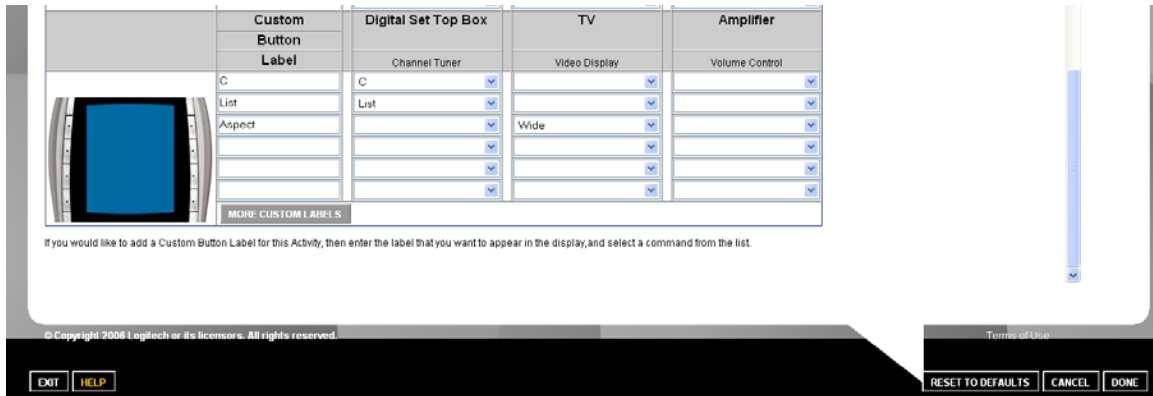 Custom Button Label
Digital Set Top Box
TV
Amplifier
Channel Tuner
Video Display
Volume Control
C C
List List
Aspect Wide
MORE CUSTOM LABELS
If you would like to add a Custom Button Label for this Activity, then enter the label that you want to appear in the display,and select a command from the list.
© Copyright 2006 Logitech or its licensors. All rights reserved.
Terms of Use
EXIT HELP RESET TO DEFAULTS CANCEL DONE